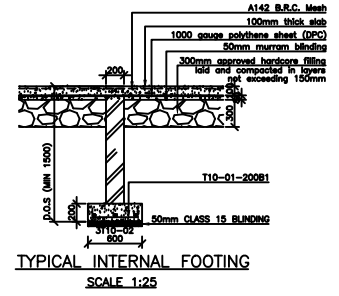 A142 B.R.C. Mesh
100mm thick slab
1000 gauge polythene sheet (DPC)
50mm murram blinding
300mm approved hardcore filling
laid and compacted in layers
not exceeding 150mm
200
100
300
D.O.S (MIN 1500)
T10-01-200B1
200
50mm CLASS 15 BLINDING
3T10-02
600
TYPICAL INTERNAL FOOTING
SCALE 1:25